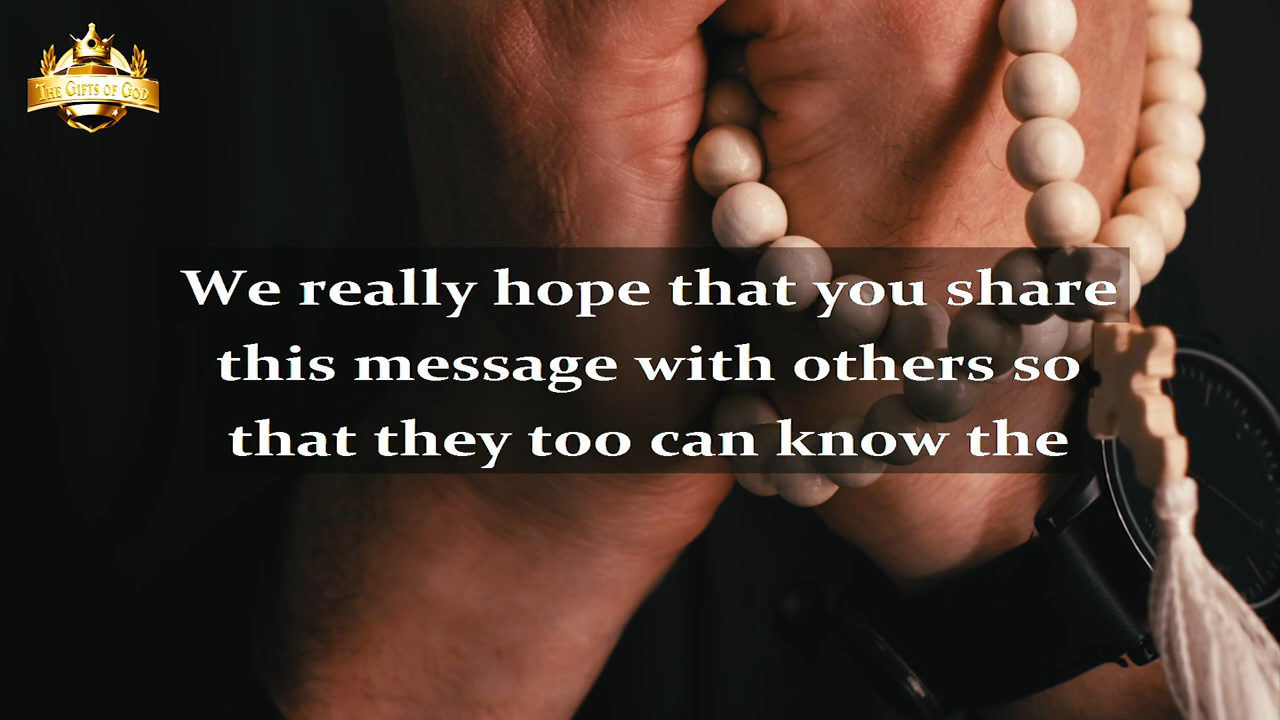 The Gifts of God
We really hope that you share
this message with others so
that they too can know the